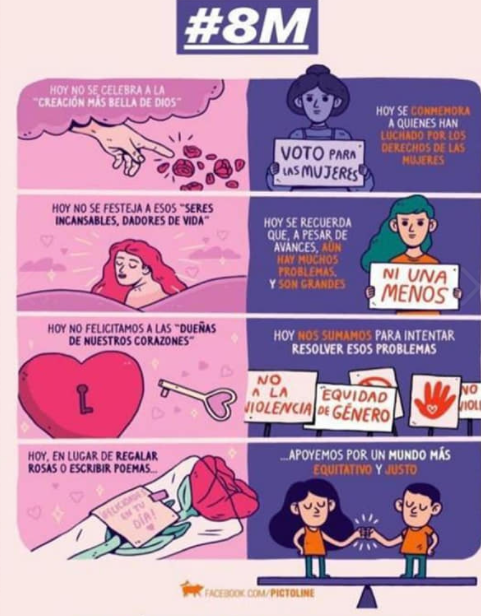 #8M
HOY NO SE CELEBRA A LA
"CREACIÓN MÁS BELLA DE DIOS"
HOY SE CONMEMORA
A QUIENES HAN
LUCHADO POR LOS
DERECHOS DE LAS
MUJERES
VOTO PARA
LAS MUJERES
HOY NO SE FESTEJA A ESOS "SERES
INCANSABLES, DADORES DE VIDA"
HOY SE RECUERDA
QUE, A PESAR DE
AVANCES, AÚN
HAY MUCHOS
PROBLEMAS,
Y SON GRANDES
NI UNA
MENOS
HOY NO FELICITAMOS A LAS "DUEÑAS
DE NUESTROS CORAZONES"
HOY NOS SUMAMOS PARA INTENTAR
RESOLVER ESOS PROBLEMAS
NO
A LA
VIOLENCIA
EQUIDAD
DE GÉNERO
NO
VIOL
HOY, EN LUGAR DE REGALAR
ROSAS O ESCRIBIR POEMAS...
¡FELICIDADES
EN TU
DÍA!
...APOYEMOS POR UN MUNDO MÁS
EQUITATIVO Y JUSTO
FACEBOOK.COM/PICTOLINE